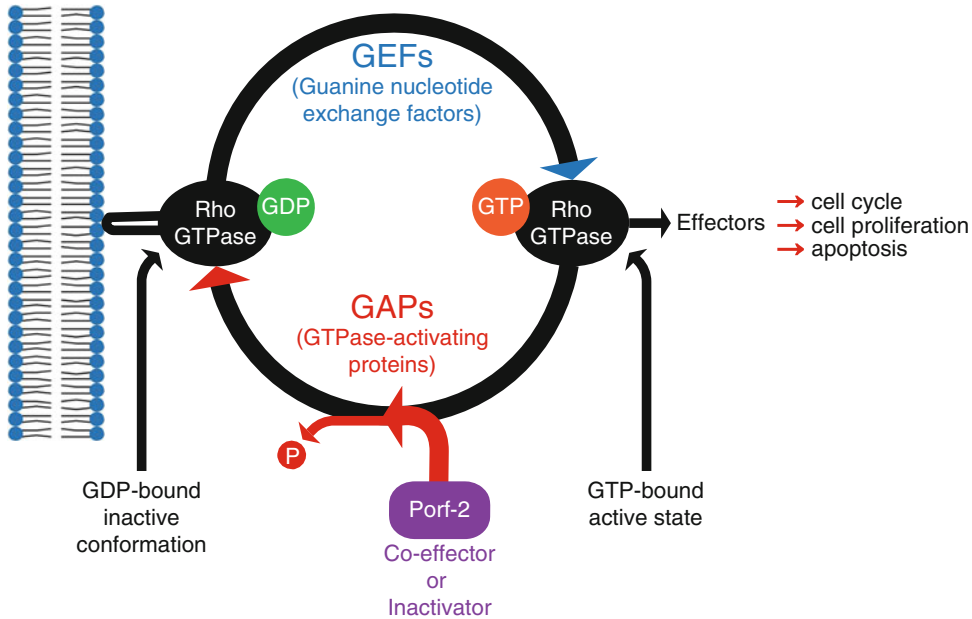 GEFs
(Guanine nucleotide
exchange factors)
Rho
GTPase
GDP
GTP
Rho
GTPase
Effectors
→ cell cycle
→ cell proliferation
→ apoptosis
GAPs
(GTPase-activating
proteins)
P
GDP-bound
inactive
conformation
Porf-2
Co-effector
or
Inactivator
GTP-bound
active state